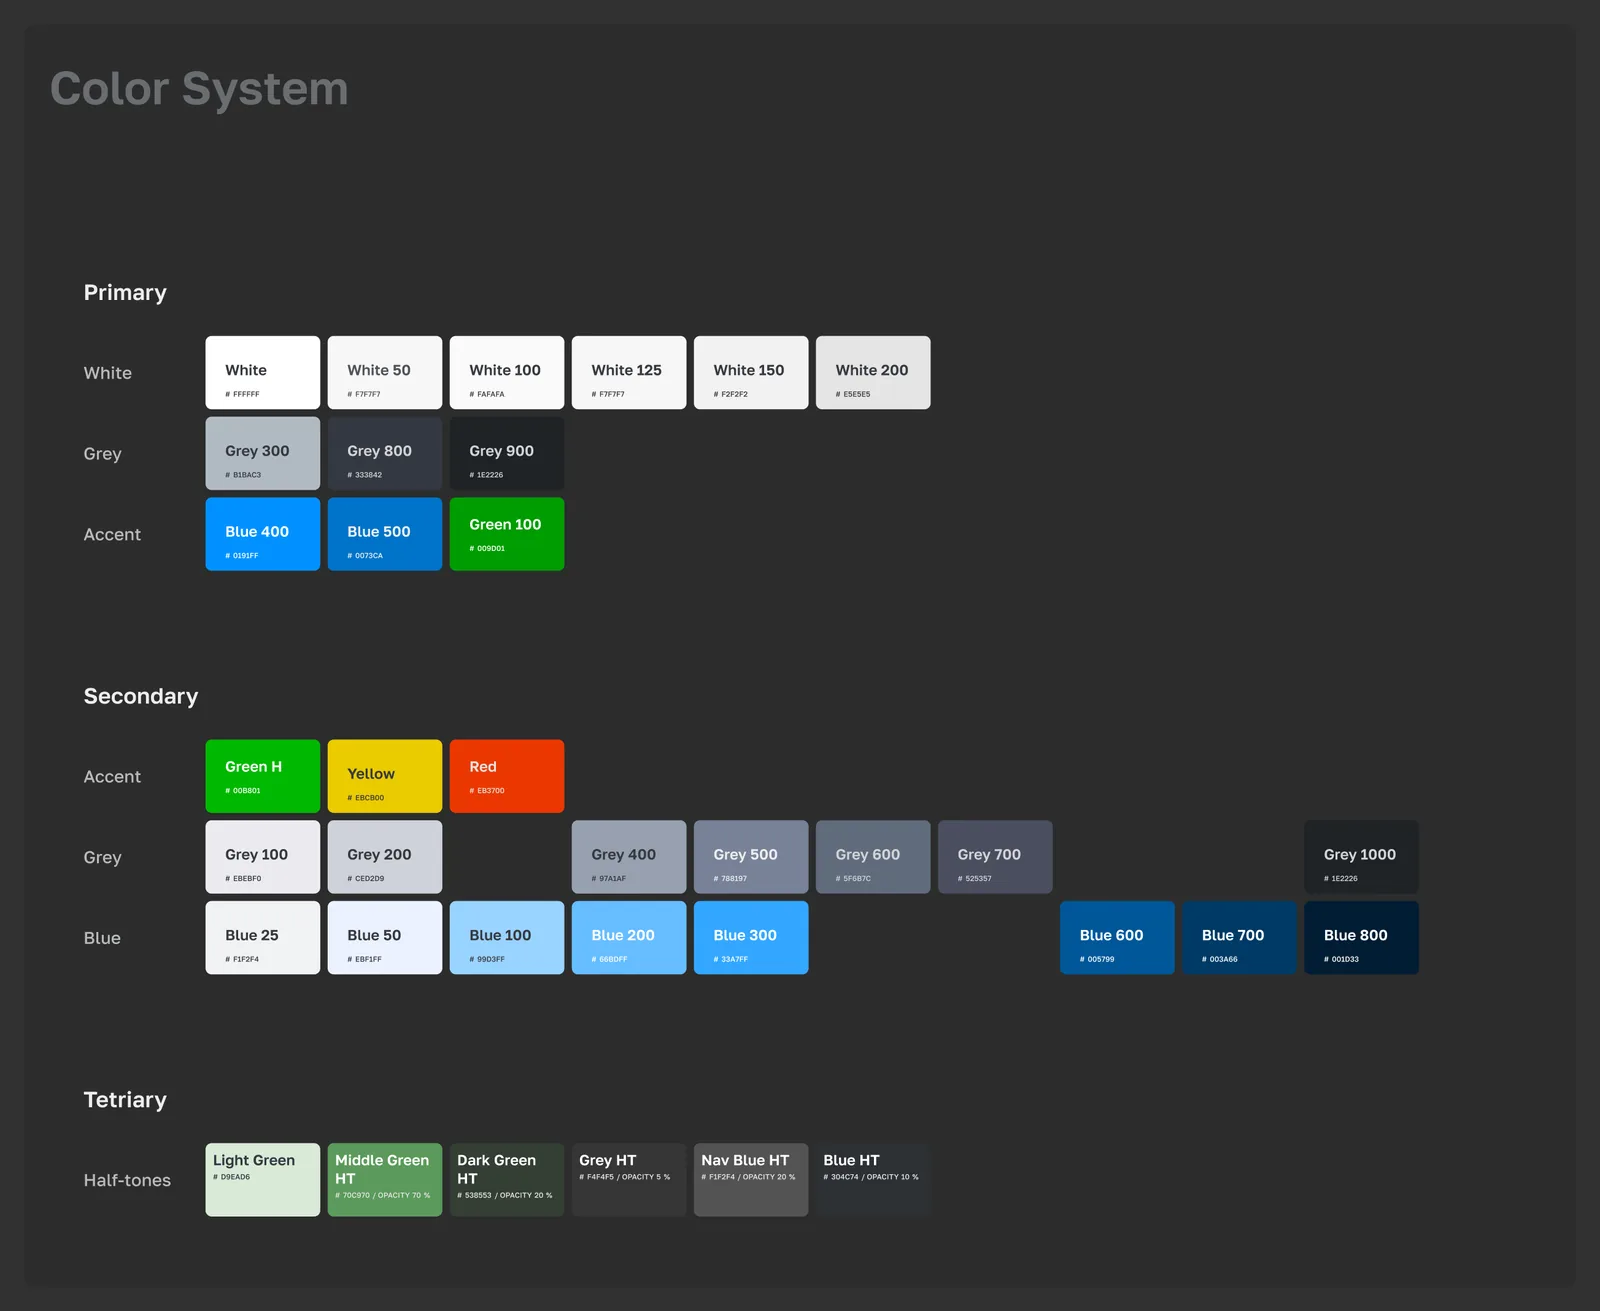 Color System
Primary
White
White
# FFFFFF
White 50
# F7F7F7
White 100
# FAFAFA
White 125
# F7F7F7
White 150
# F2F2F2
White 200
# E5E5E5
Grey
Grey 300
# B1BAC3
Grey 800
# 333842
Grey 900
# 1E2226
Accent
Blue 400
# 0191FF
Blue 500
# 0073CA
Green 100
# 009D01
Secondary
Accent
Green H
# 00B801
Yellow
# EBCB00
Red
# EB3700
Grey
Grey 100
# EBEBF0
Grey 200
# CED2D9
Grey 400
# 97A1AF
Grey 500
# 788197
Grey 600
# 5F6B7C
Grey 700
# 525357
Grey 1000
# 1E2226
Blue
Blue 25
# F1F2F4
Blue 50
# EBF1FF
Blue 100
# 99D3FF
Blue 200
# 66BDFF
Blue 300
# 33A7FF
Blue 600
# 005799
Blue 700
# 003A66
Blue 800
# 001D33
Tetriary
Half-tones
Light Green
# D9EAD6
Middle Green
HT
# 70C970 / OPACITY 70 %
Dark Green
HT
# 538553 / OPACITY 20 %
Grey HT
# F4F4F5 / OPACITY 5 %
Nav Blue HT
# F1F2F4 / OPACITY 20 %
Blue HT
# 304C74 / OPACITY 10 %